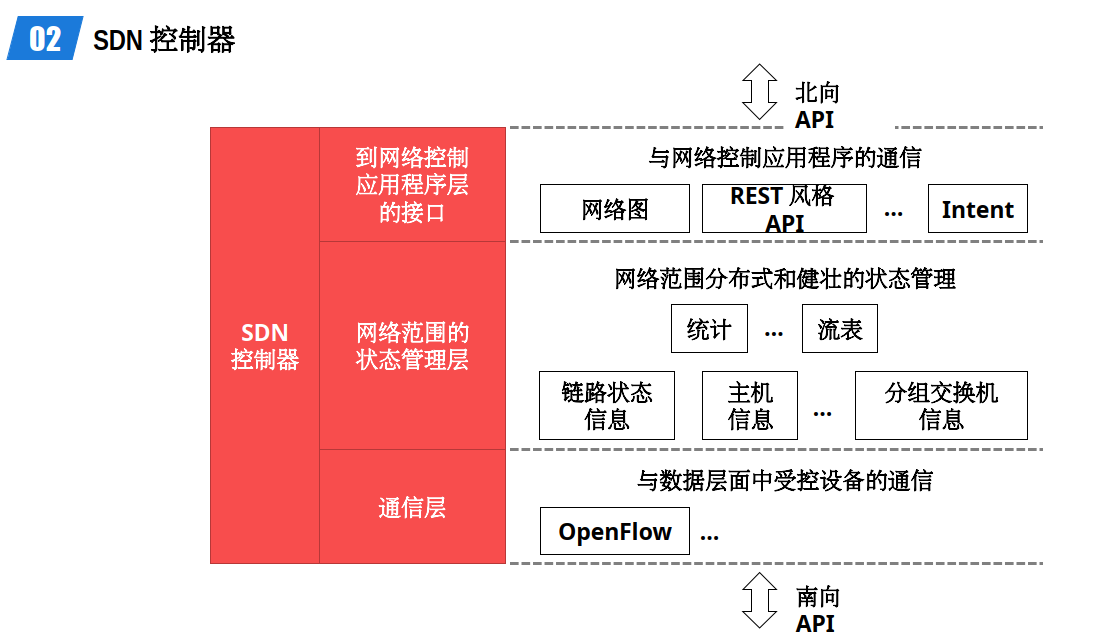 02 SDN 控制器
北向
API
到网络控制
应用程序层
的接口
与网络控制应用程序的通信
网络图
REST 风格
API
...
Intent
SDN
控制器
网络范围的
状态管理层
网络范围分布式和健壮的状态管理
统计 ... 流表
链路状态
信息
主机
信息
...
分组交换机
信息
通信层
与数据层面中受控设备的通信
OpenFlow ...
南向
API